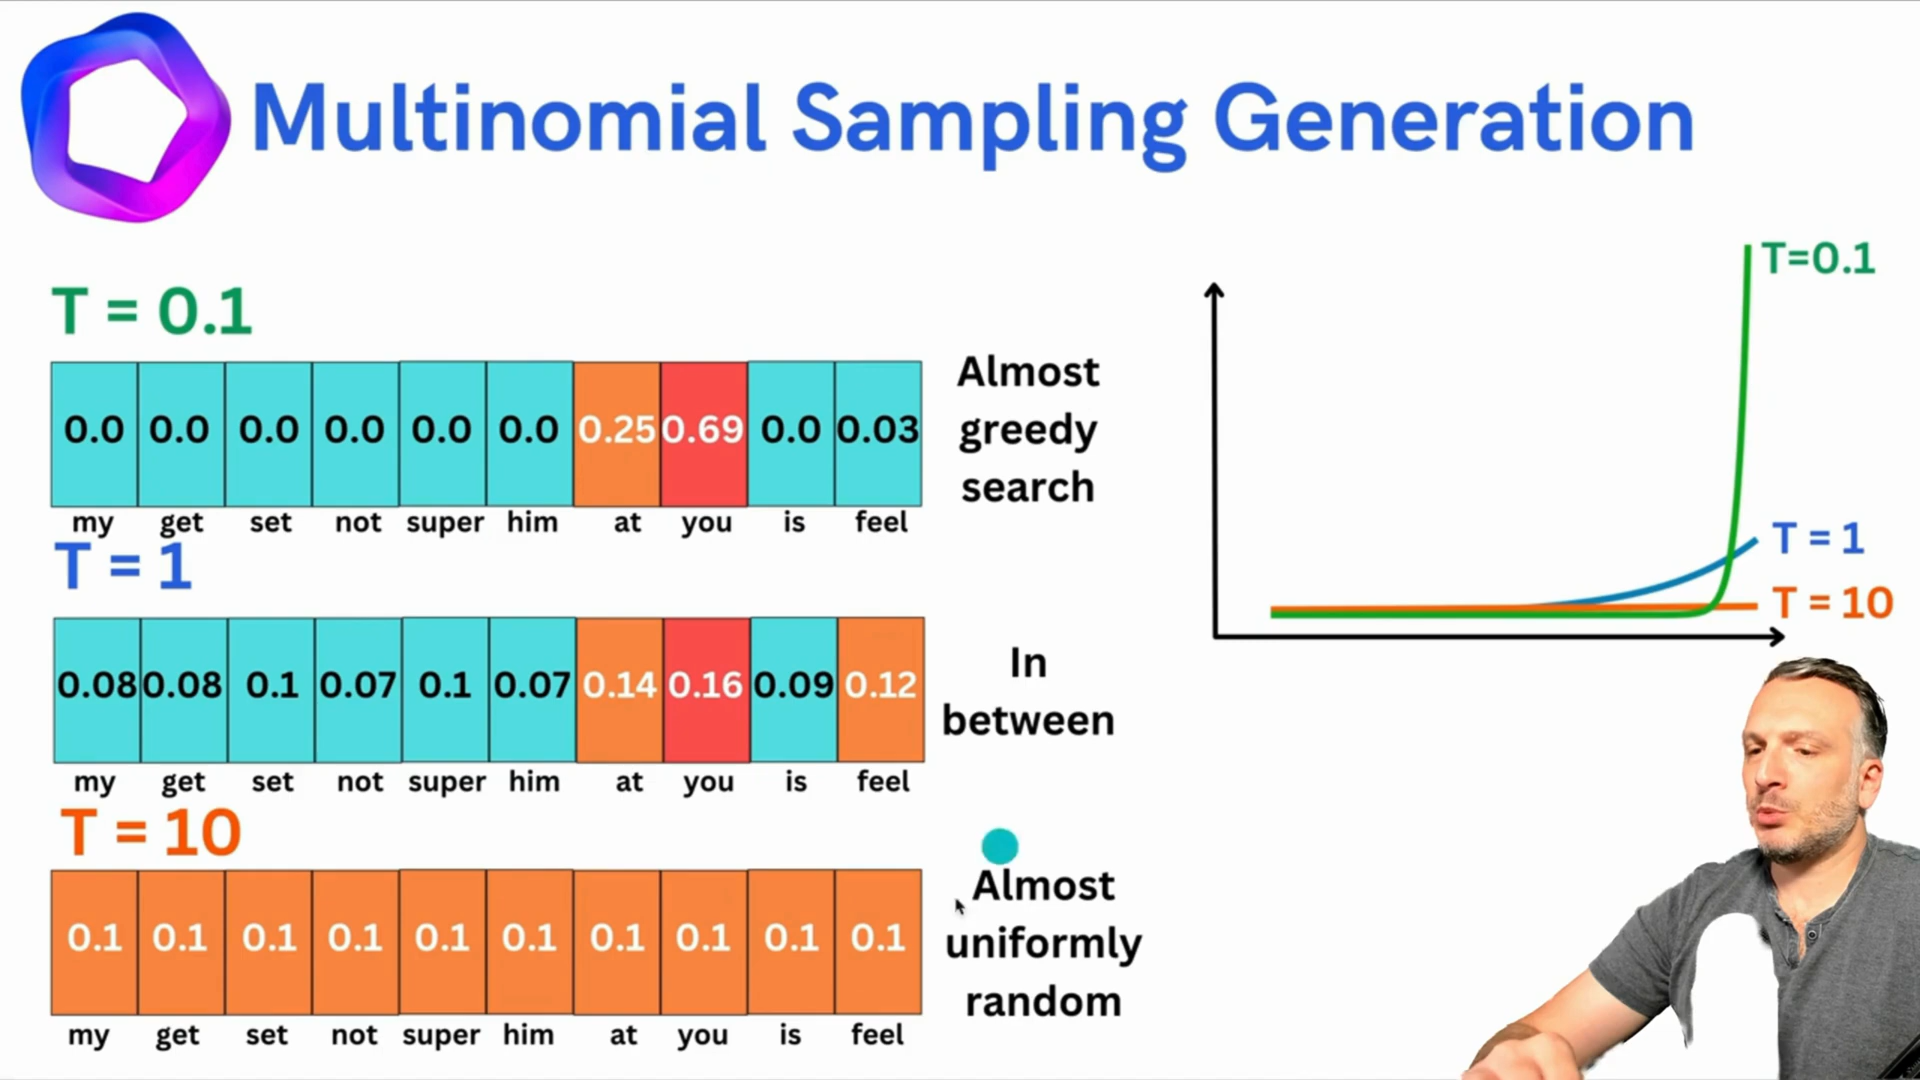 Multinomial Sampling Generation
T = 0.1
0.0 0.0 0.0 0.0 0.0 0.0 0.25 0.69 0.0 0.03
my get set not super him at you is feel
Almost
greedy
search
T = 1
0.08 0.08 0.1 0.07 0.1 0.07 0.14 0.16 0.09 0.12
my get set not super him at you is feel
In
between
T = 10
0.1 0.1 0.1 0.1 0.1 0.1 0.1 0.1 0.1 0.1
my get set not super him at you is feel
Almost
uniformly
random
T=0.1
T = 1
T = 10